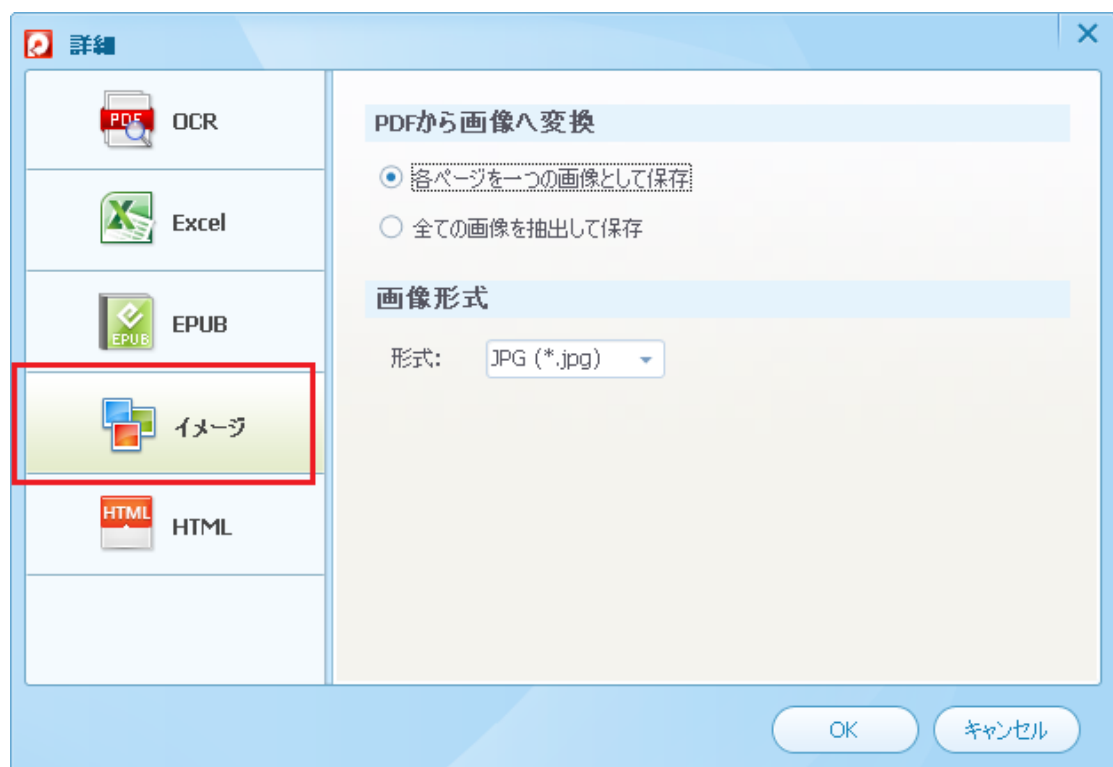 詳細
PDF
OCR
Excel
EPUB
EPUB
イメージ
HTML
HTML
PDFから画像へ変換
各ページを一つの画像として保存
全ての画像を抽出して保存
画像形式
形式: JPG (*.jpg)
OK
キャンセル